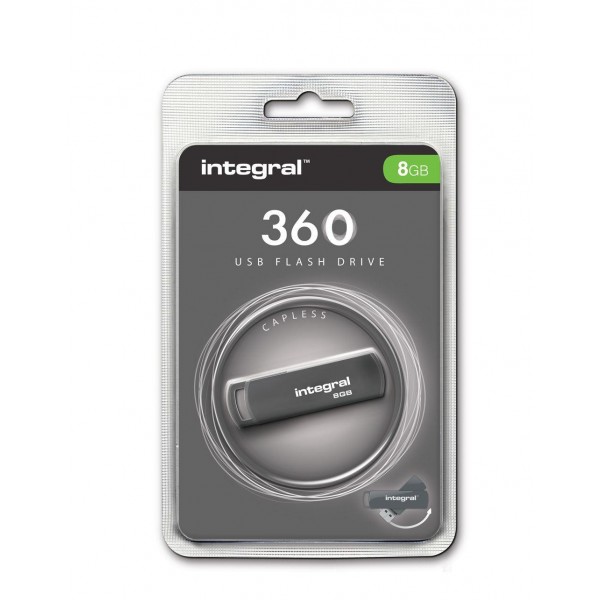 integral™
8GB
360
USB FLASH DRIVE
CAPLESS
integral
8GB
integral